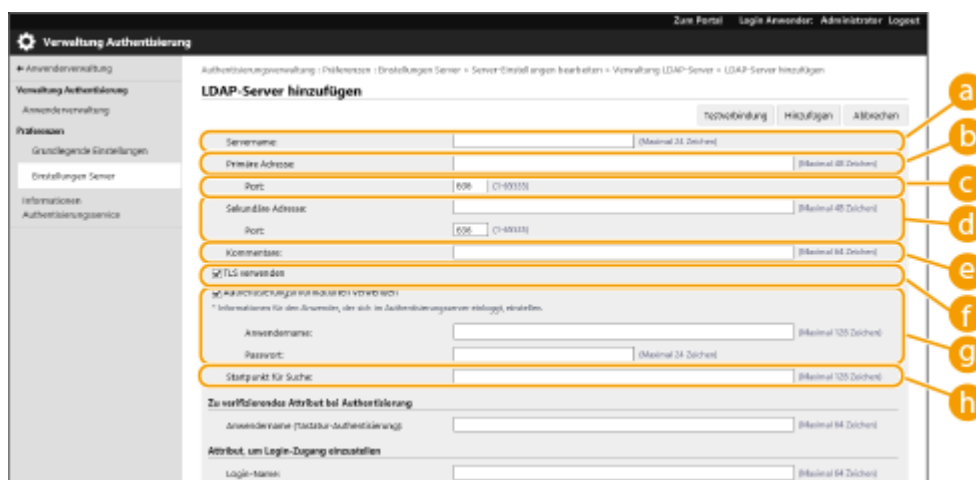 Zum Portal Login Anwender: Administrator Logout
Verwaltung Authentisierung
Anwenderverwaltung
Authentisierungsverwaltung : Präferenzen : Einstellungen Server > Server-Einstellungen bearbeiten > Verwaltung LDAP-Server > LDAP-Server hinzufügen
Verwaltung Authentisierung
LDAP-Server hinzufügen
Anwenderverwaltung
Testverbindung Hinzufügen Abbrechen
a
Präferenzen
Grundlegende Einstellungen
Servername: (Maximal 24 Zeichen)
b
Primäre Adresse: (Maximal 48 Zeichen)
Einstellungen Server
Port: 636 (1-65535)
c
Informationen
Authentisierungsservice
Sekundäre Adresse: (Maximal 48 Zeichen)
d
Port: 636 (1-65535)
Kommentare: (Maximal 64 Zeichen)
e
TLS verwenden
f
Authentisierungsinformationen verwenden
* Informationen für den Anwender, der sich im Authentisierungsserver einloggt, einstellen.
Anwendername: (Maximal 128 Zeichen)
g
Passwort: (Maximal 24 Zeichen)
Startpunkt für Suche: (Maximal 128 Zeichen)
h
Zu verifizierendes Attribut bei Authentisierung
Anwendername (Tastatur-Authentisierung): (Maximal 64 Zeichen)
Attribut, um Login-Zugang einzustellen
Login-Name: (Maximal 64 Zeichen)